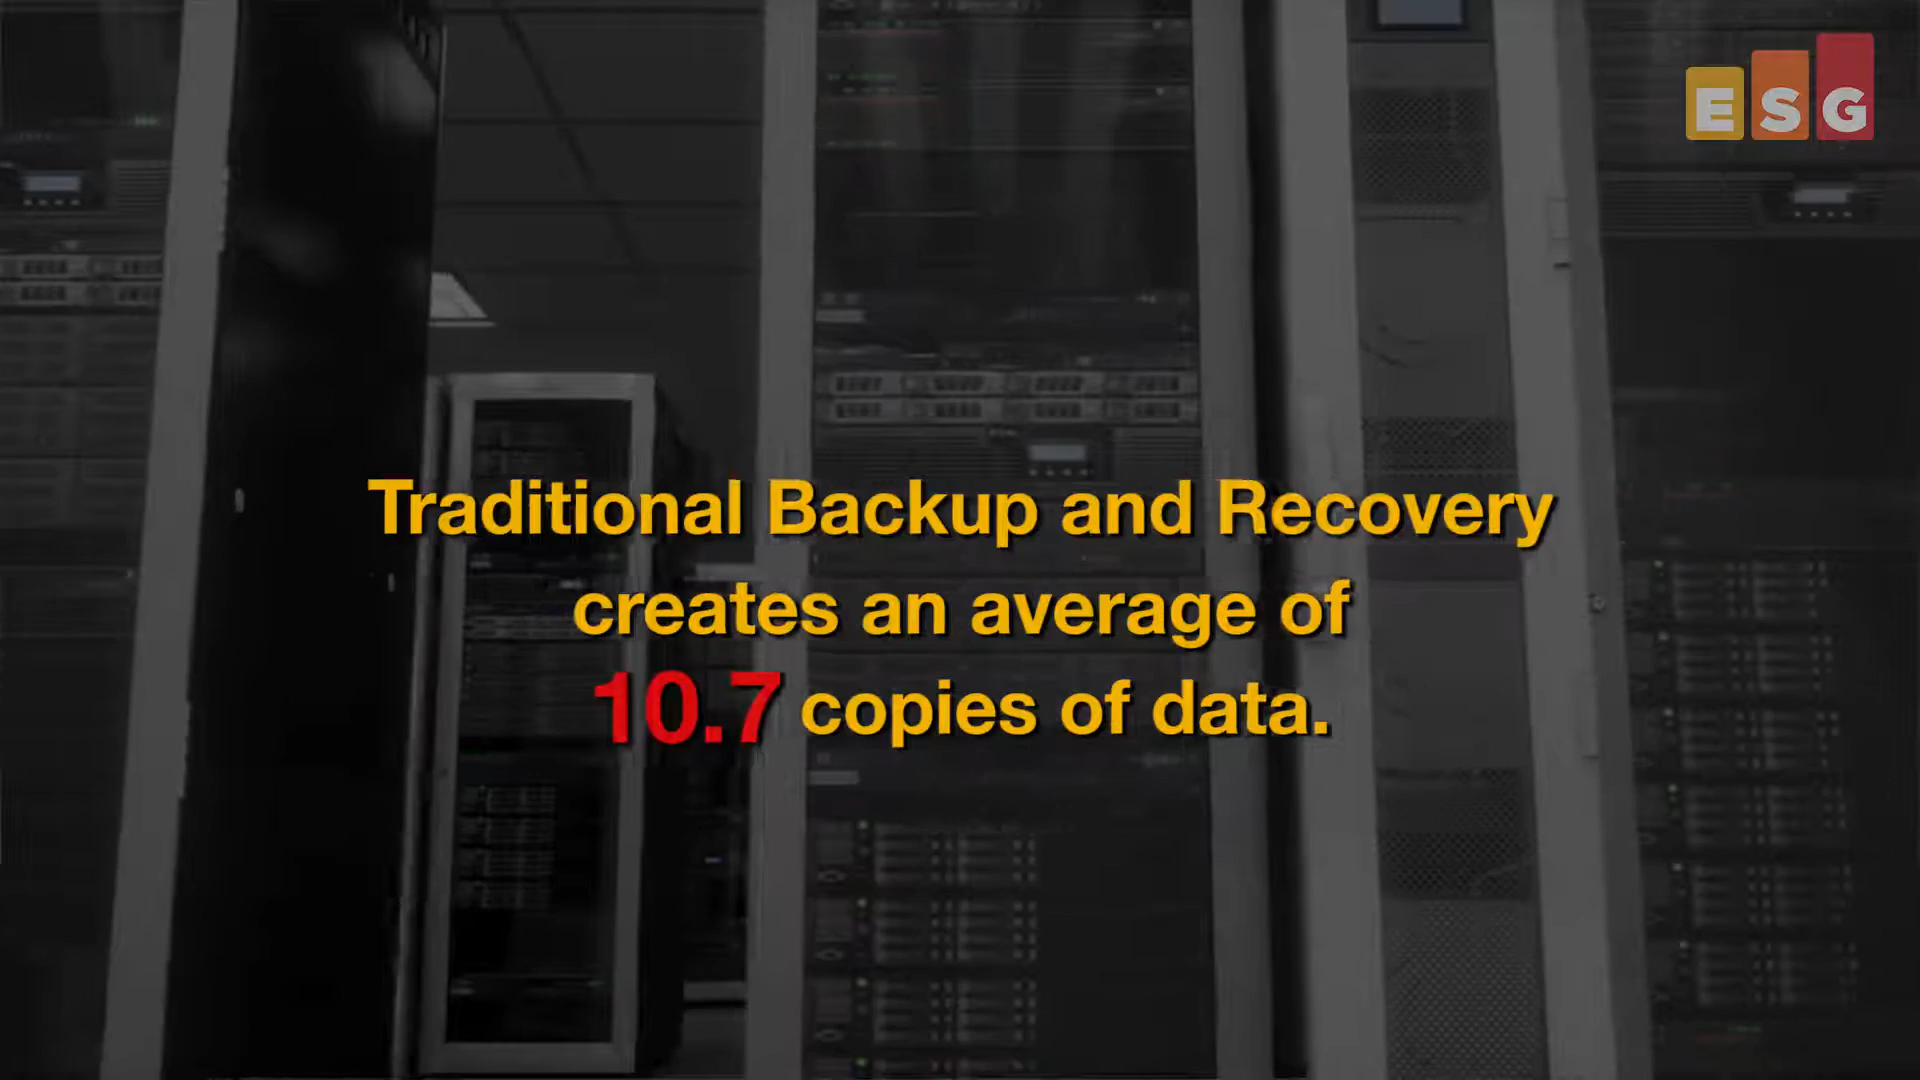 ESG
Traditional Backup and Recovery
creates an average of
10.7 copies of data.